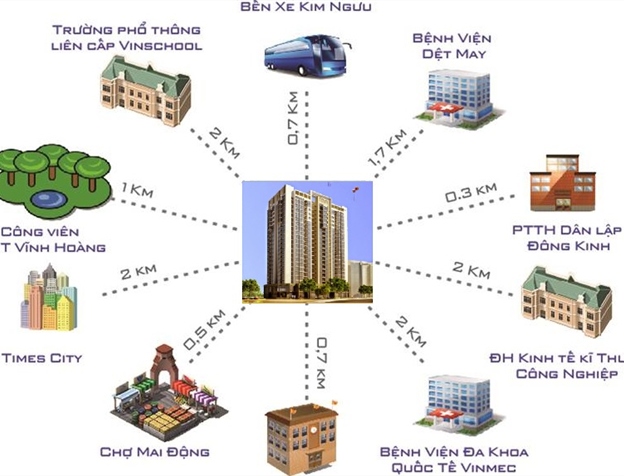 BẾN XE KIM NGƯU
TRƯỜNG PHỔ THÔNG
LIÊN CẤP VINSCHOOL
BỆNH VIỆN
DỆT MAY
2 KM
0,7 KM
1,7 KM
1 KM
0.3 KM
CÔNG VIÊN
T VĨNH HOÀNG
PTTH DÂN LẬP
ĐÔNG KINH
2 KM
2 KM
TIMES CITY
0,5 KM
0,7 KM
2 KM
ĐH KINH TẾ KĨ THU
CÔNG NGHIỆP
CHỢ MAI ĐỘNG
BỆNH VIỆN ĐA KHOA
QUỐC TẾ VINMEC